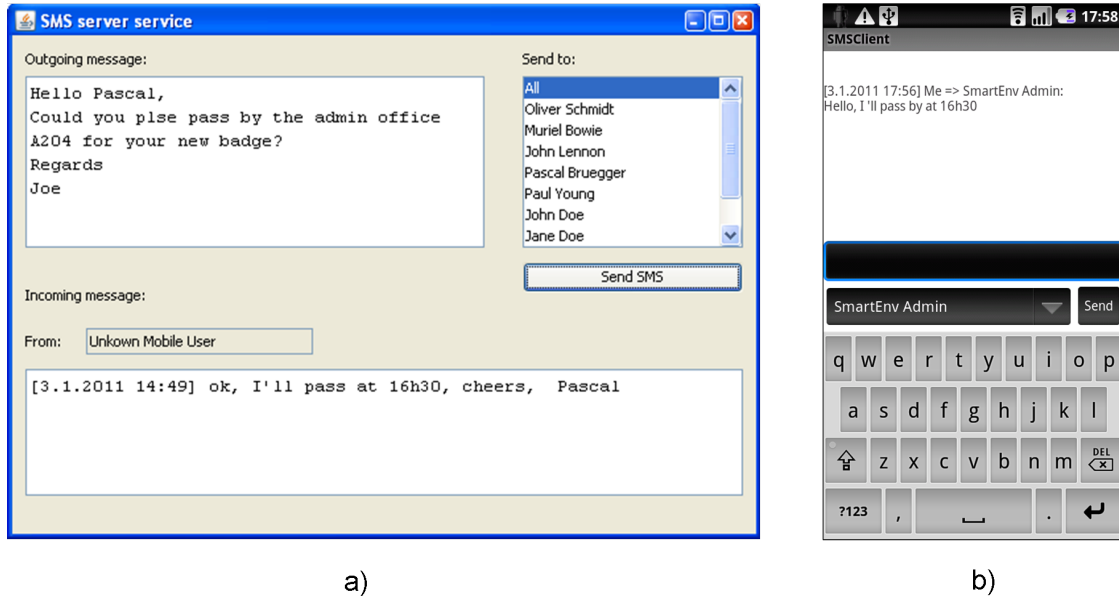 SMS server service
Outgoing message:
Hello Pascal,
Could you plse pass by the admin office
A204 for your new badge?
Regards
Joe
Send to:
All
Oliver Schmidt
Muriel Bowie
John Lennon
Pascal Bruegger
Paul Young
John Doe
Jane Doe
Send SMS
Incoming message:
From: Unkown Mobile User
[3.1.2011 14:49] ok, I'll pass at 16h30, cheers, Pascal
a)
17:58
SMSClient
[3.1.2011 17:56] Me => SmartEnv Admin:
Hello, I 'll pass by at 16h30
SmartEnv Admin Send
q w e r t y u i o p
a s d f g h j k l
z x c v b n m DEL
?123 , .
b)